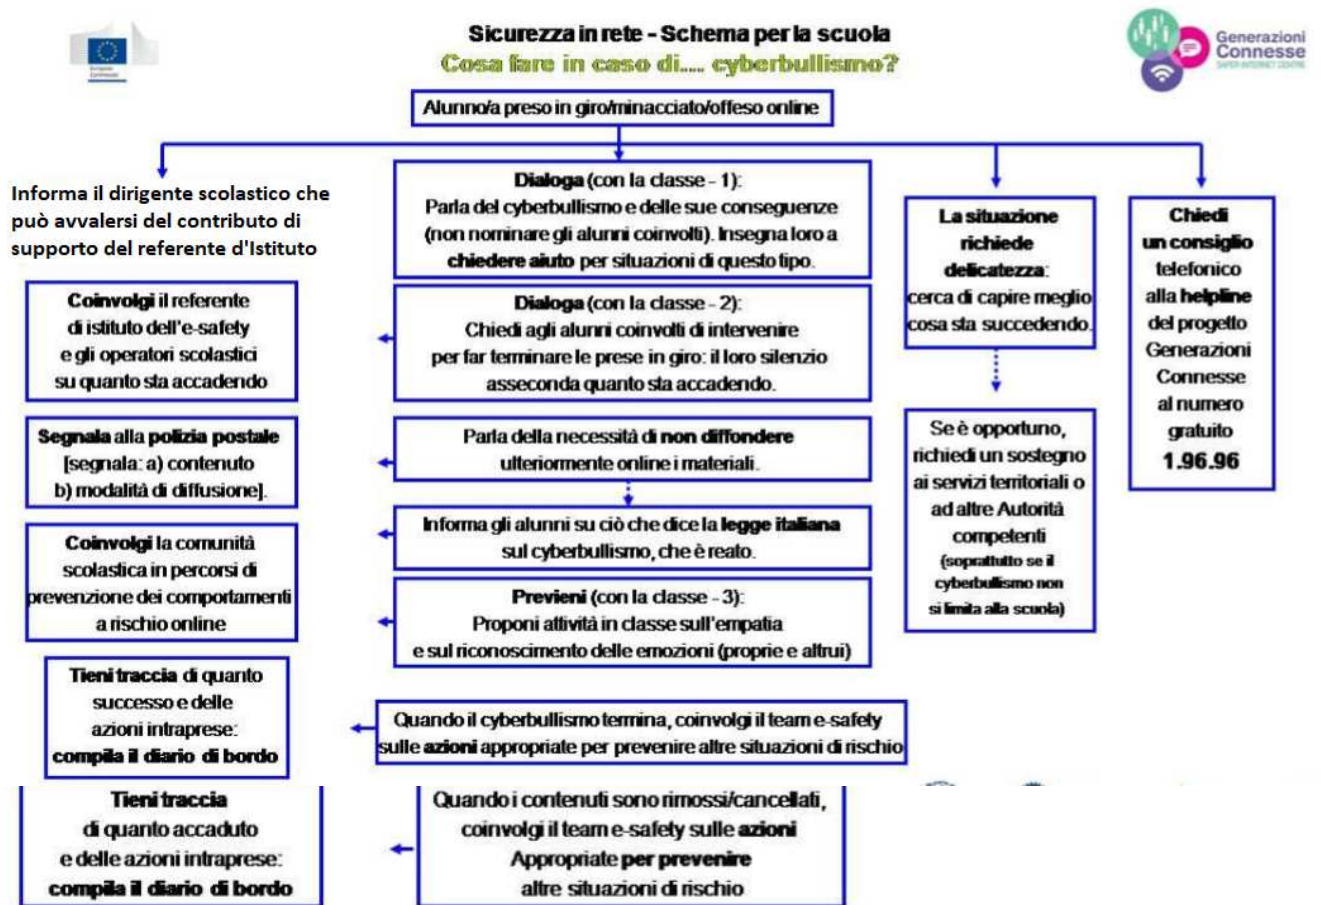 Sicurezza in rete - Schema per la scuola
Cosa fare in caso di..... cyberbullismo?
Generazioni
Connesse
SAFER INTERNET CENTRE
Alunno/a preso in giro/minacciato/offeso online
Informa il dirigente scolastico che
può avvalersi del contributo di
supporto del referente d'Istituto
Coinvolgi il referente
di istituto dell'e-safety
e gli operatori scolastici
su quanto sta accadendo
Segnala alla polizia postale
[segnala: a) contenuto
b) modalità di diffusione].
Coinvolgi la comunità
scolastica in percorsi di
prevenzione dei comportamenti
a rischio online
Tieni traccia di quanto
successo e delle
azioni intraprese:
compila il diario di bordo
Dialoga (con la classe - 1):
Parla del cyberbullismo e delle sue conseguenze
(non nominare gli alunni coinvolti). Insegna loro a
chiedere aiuto per situazioni di questo tipo.
Dialoga (con la classe - 2):
Chiedi agli alunni coinvolti di intervenire
per far terminare le prese in giro: il loro silenzio
asseconda quanto sta accadendo.
Parla della necessità di non diffondere
ulteriormente online i materiali.
Informa gli alunni su ciò che dice la legge italiana
sul cyberbullismo, che è reato.
Previeni (con la classe - 3):
Proponi attività in classe sull'empatia
e sul riconoscimento delle emozioni (proprie e altrui)
Quando il cyberbullismo termina, coinvolgi il team e-safety
sulle azioni appropriate per prevenire altre situazioni di rischio
La situazione
richiede
delicatezza:
cerca di capire meglio
cosa sta succedendo.
Se è opportuno,
richiedi un sostegno
ai servizi territoriali o
ad altre Autorità
competenti
(soprattutto se il
cyberbullismo non
si limita alla scuola)
Chiedi
un consiglio
telefonico
alla helpline
del progetto
Generazioni
Connesse
al numero
gratuito
1.96.96
Tieni traccia
di quanto accaduto
e delle azioni intraprese:
compila il diario di bordo
Quando i contenuti sono rimossi/cancellati,
coinvolgi il team e-safety sulle azioni
Appropriate per prevenire
altre situazioni di rischio